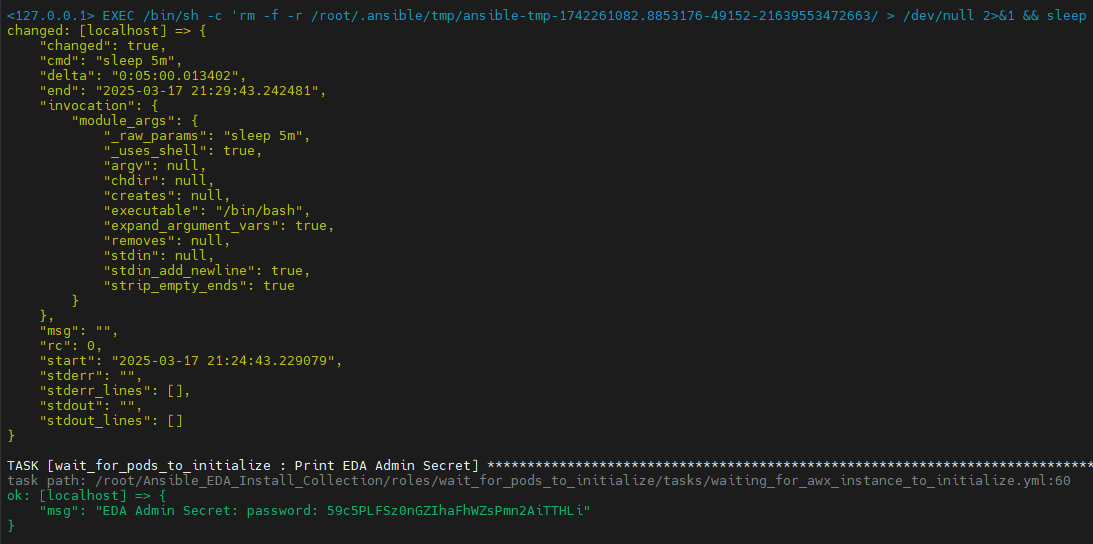 <127.0.0.1> EXEC /bin/sh -c 'rm -f -r /root/.ansible/tmp/ansible-tmp-1742261082.8853176-49152-21639553472663/ > /dev/null 2>&1 && sleep
changed: [localhost] => {
    "changed": true,
    "cmd": "sleep 5m",
    "delta": "0:05:00.013402",
    "end": "2025-03-17 21:29:43.242481",
    "invocation": {
        "module_args": {
            "_raw_params": "sleep 5m",
            "_uses_shell": true,
            "argv": null,
            "chdir": null,
            "creates": null,
            "executable": "/bin/bash",
            "expand_argument_vars": true,
            "removes": null,
            "stdin": null,
            "stdin_add_newline": true,
            "strip_empty_ends": true
        }
    },
    "msg": "",
    "rc": 0,
    "start": "2025-03-17 21:24:43.229079",
    "stderr": "",
    "stderr_lines": [],
    "stdout": "",
    "stdout_lines": []
}
TASK [wait_for_pods_to_initialize : Print EDA Admin Secret] ****************************************************************************
task path: /root/Ansible_EDA_Install_Collection/roles/wait_for_pods_to_initialize/tasks/waiting_for_awx_instance_to_initialize.yml:60
ok: [localhost] => {
    "msg": "EDA Admin Secret: password: 59c5PLFSz0nGZIhaFhWZsPmn2AiTTHLi"
}